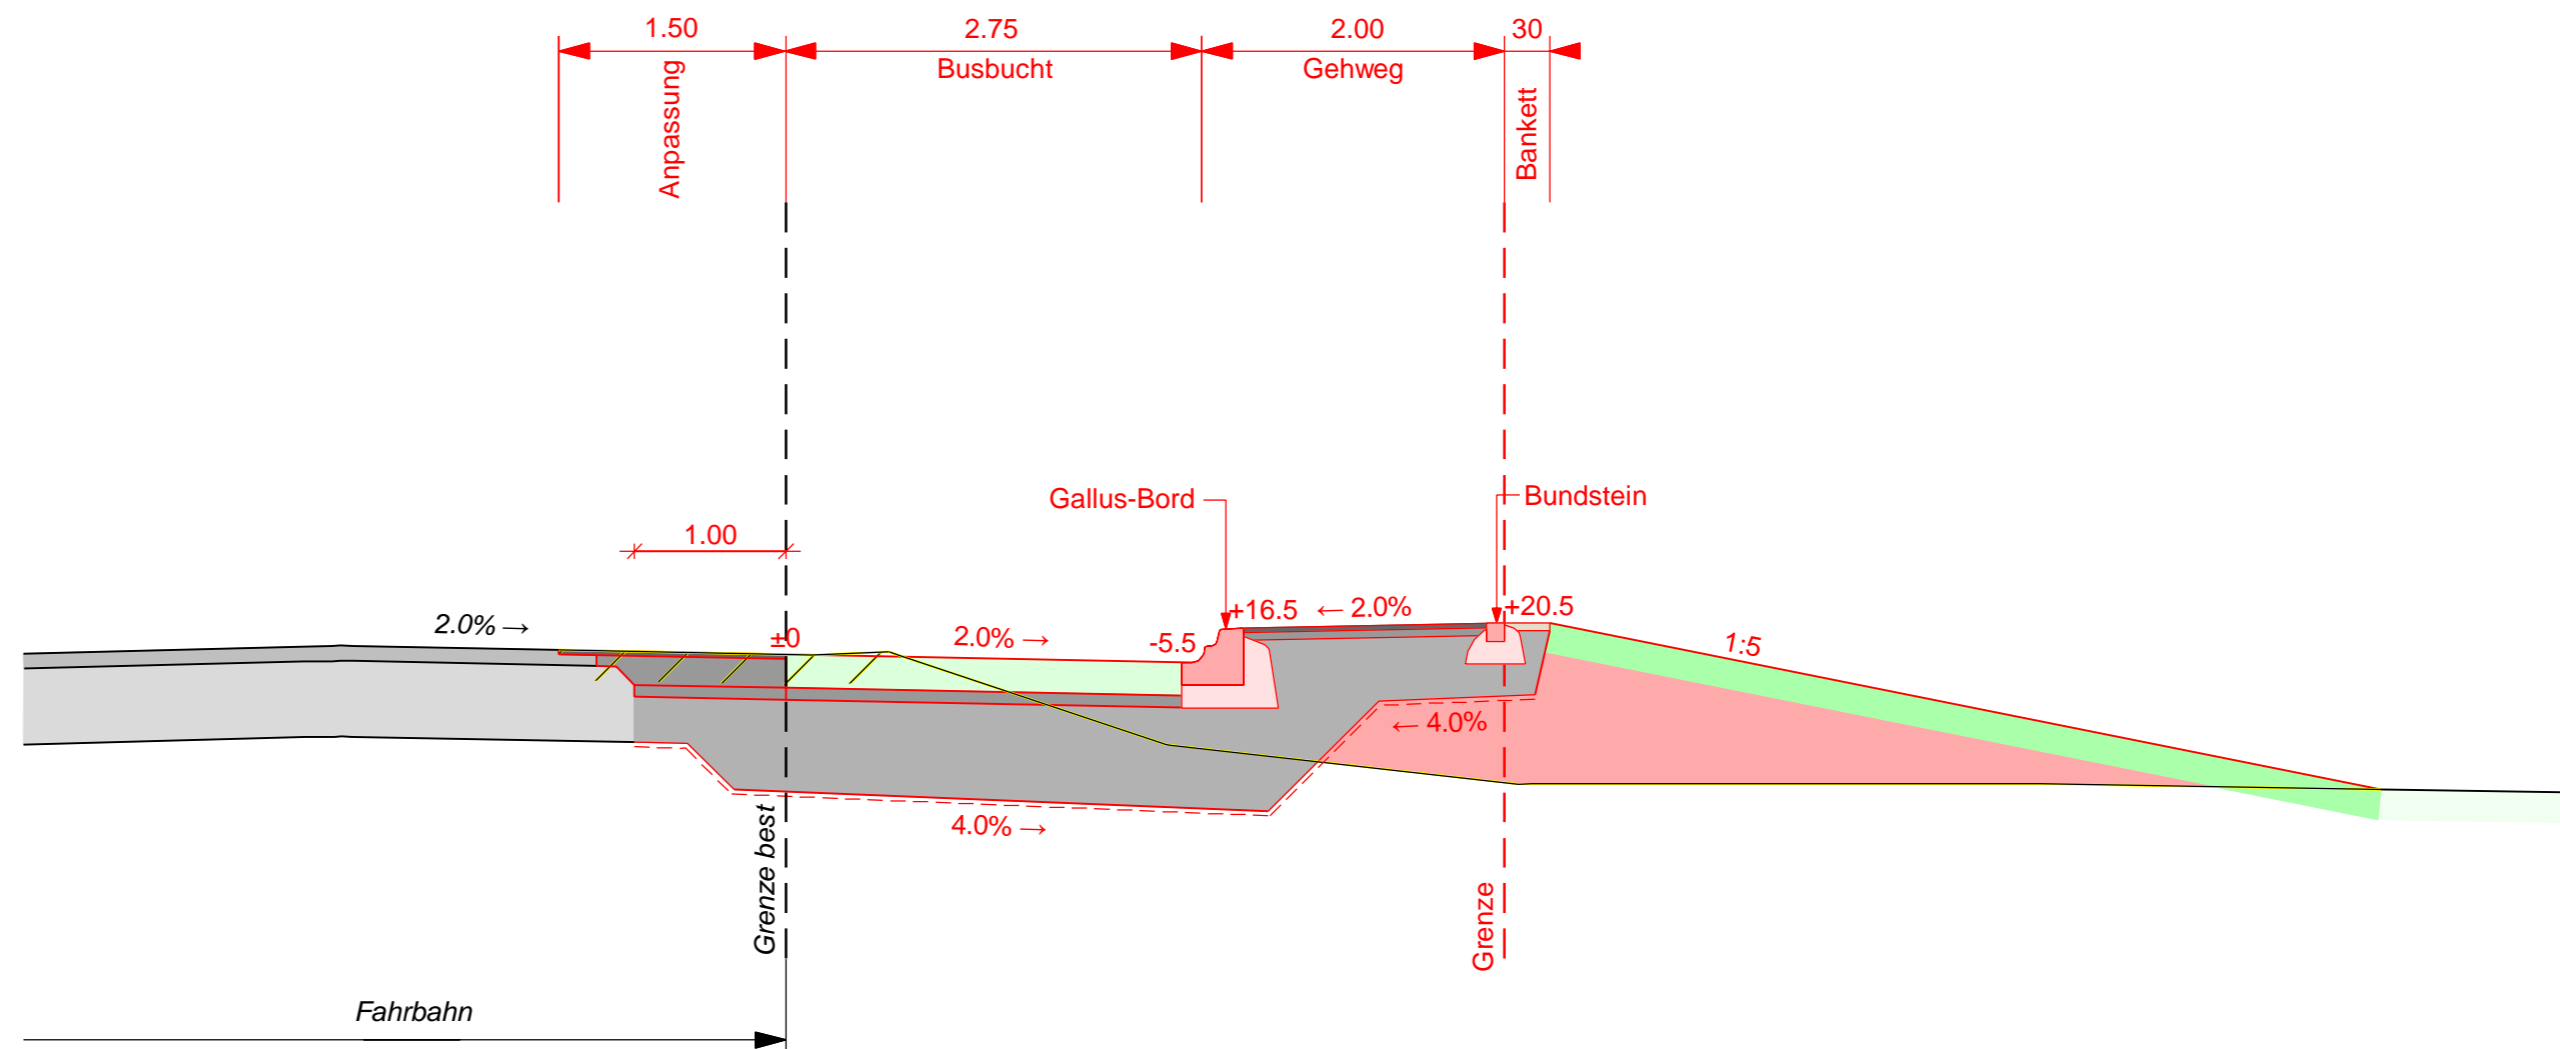 1.50
2.75
2.00
30
Anpassung
Busbucht
Gehweg
Bankett
Gallus-Bord
Bundstein
1.00
2.0% →
±0
2.0% →
-5.5
+16.5
← 2.0%
+20.5
1:5
← 4.0%
4.0% →
Grenze best
Grenze
Fahrbahn